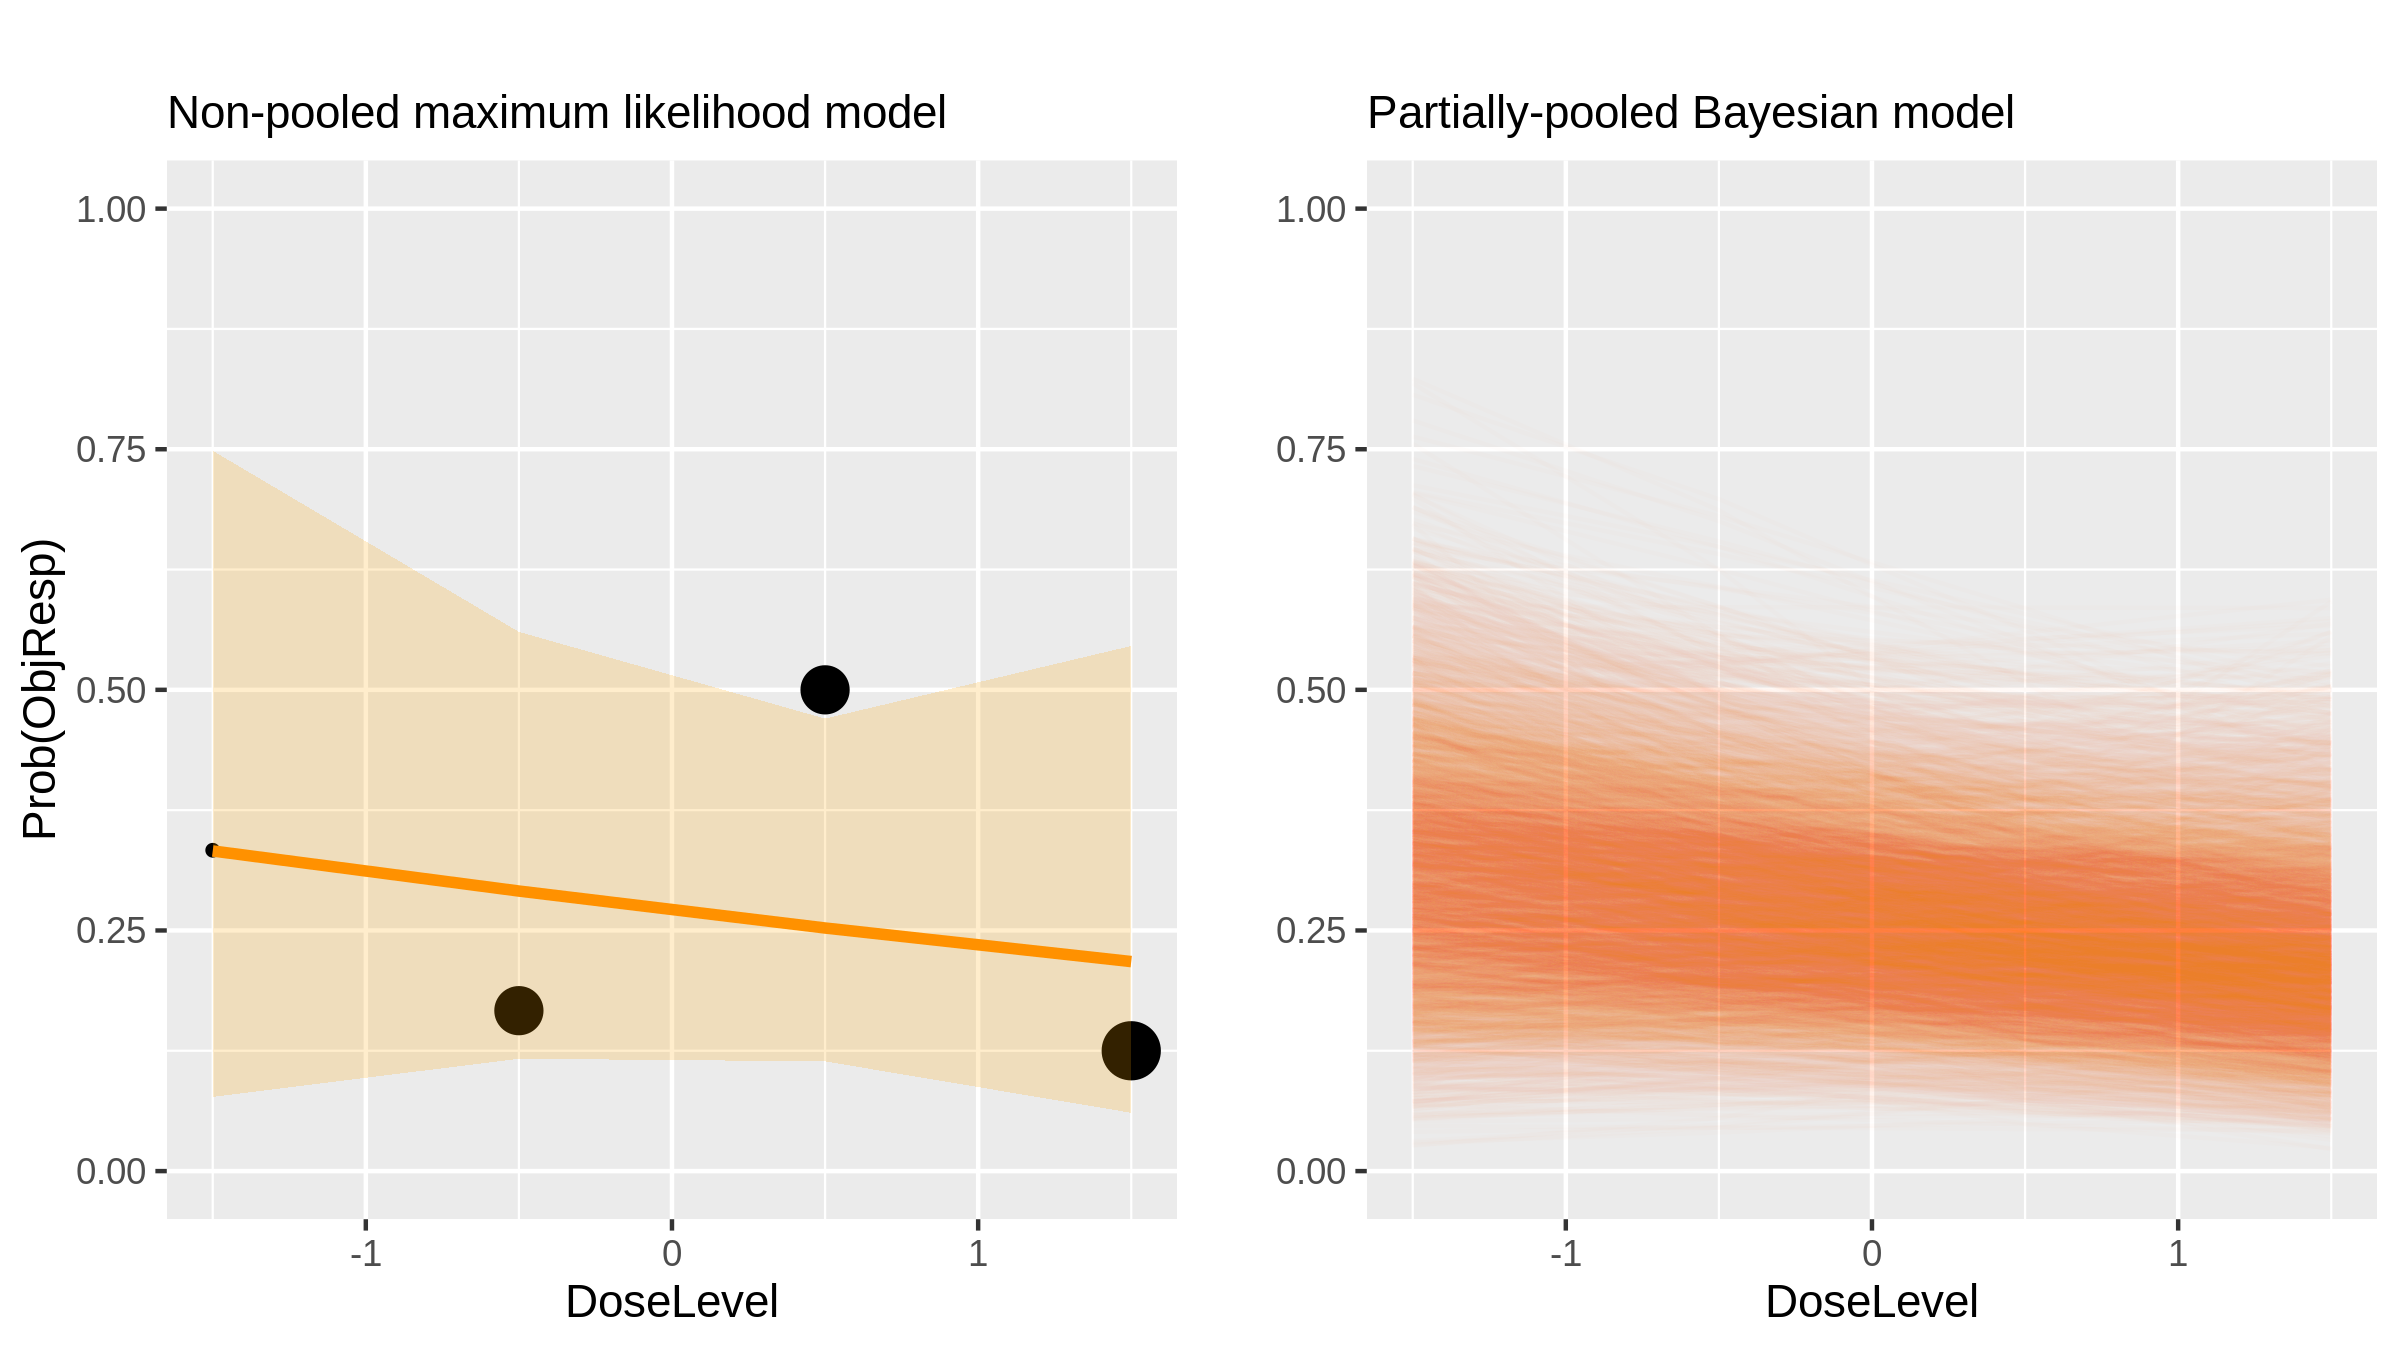 Non-pooled maximum likelihood model
Prob(ObjResp)
1.00
0.75
0.50
0.25
0.00
-1 0 1
DoseLevel
Partially-pooled Bayesian model
1.00
0.75
0.50
0.25
0.00
-1 0 1
DoseLevel